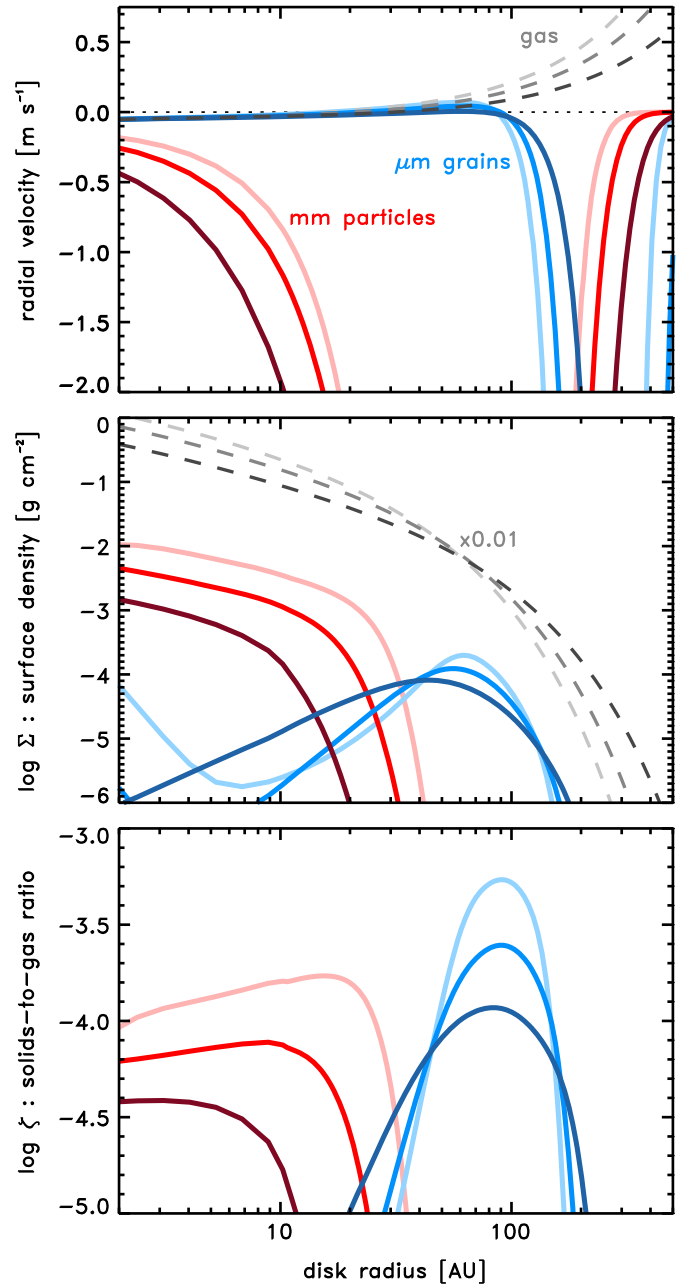 0.5
gas
0.0
μm grains
−0.5
mm particles
−1.0
−1.5
−2.0
radial velocity [m s⁻¹]
0
−1
x0.01
−2
−3
−4
−5
−6
log Σ : surface density [g cm⁻²]
−3.0
−3.5
−4.0
−4.5
−5.0
log ζ : solids−to−gas ratio
10
100
disk radius [AU]